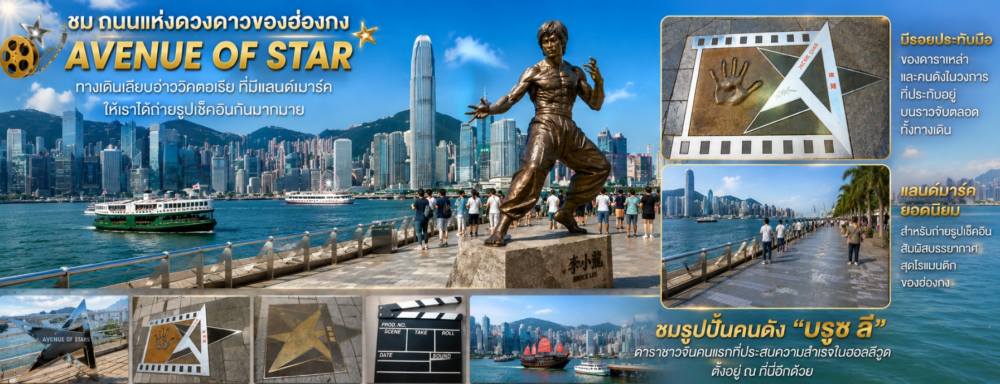 ชม ถนนแห่งดวงดาวของฮ่องกง
AVENUE OF STAR
ทางเดินเลียบอ่าววิคตอเรีย ที่มีแลนด์เมาร์ค
ให้เราได้ถ่ายรูปเช็คอินกันมากมาย
李小龍
BRUCE LEE
JACKIE CHAN
มีรอยประทับมือ
ของดาราเหล่า
และคนดังในวงการ
ที่ประทับอยู่
บนราวจับตลอด
ทั้งทางเดิน
แลนด์มาร์ค
ยอดนิยม
สำหรับถ่ายรูปเช็คอิน
สัมผัสบรรยากาศ
สุดโรแมนติก
ของฮ่องกง
AVENUE OF STARS
PROD. NO.
SCENE TAKE ROLL
DATE SOUND
ชมรูปปั้นคนดัง “บรูซ ลี”
ดาราชาวจีนคนแรกที่ประสบความสำเร็จในฮอลลีวูด
ตั้งอยู่ ณ ที่นี่อีกด้วย